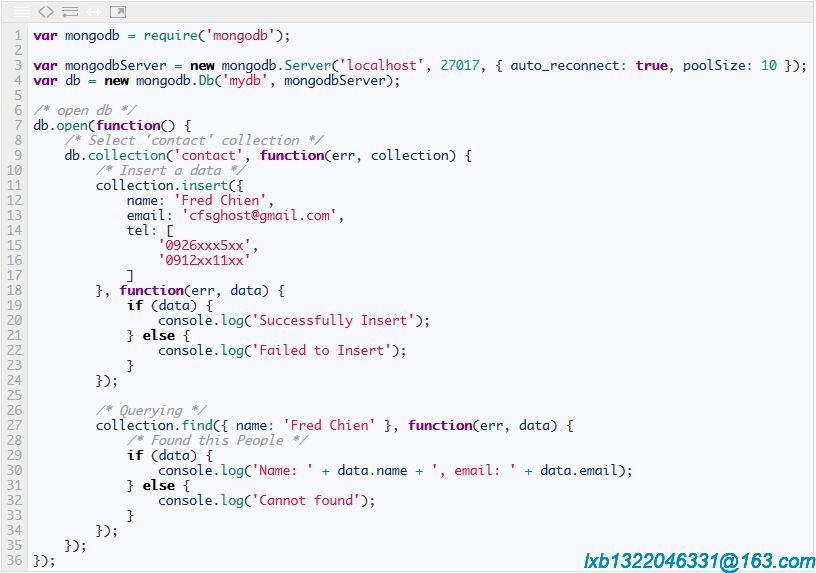 1 var mongodb = require('mongodb');
2
3 var mongodbServer = new mongodb.Server('localhost', 27017, { auto_reconnect: true, poolSize: 10 });
4 var db = new mongodb.Db('mydb', mongodbServer);
5
6 /* open db */
7 db.open(function() {
8     /* Select 'contact' collection */
9     db.collection('contact', function(err, collection) {
10         /* Insert a data */
11         collection.insert({
12             name: 'Fred Chien',
13             email: 'cfsghost@gmail.com',
14             tel: [
15                 '0926xxx5xx',
16                 '0912xx11xx'
17             ]
18         }, function(err, data) {
19             if (data) {
20                 console.log('Successfully Insert');
21             } else {
22                 console.log('Failed to Insert');
23             }
24         });
25
26         /* Querying */
27         collection.find({ name: 'Fred Chien' }, function(err, data) {
28             /* Found this People */
29             if (data) {
30                 console.log('Name: ' + data.name + ', email: ' + data.email);
31             } else {
32                 console.log('Cannot found');
33             }
34         });
35     });
36 });
lxb1322046331@163.com